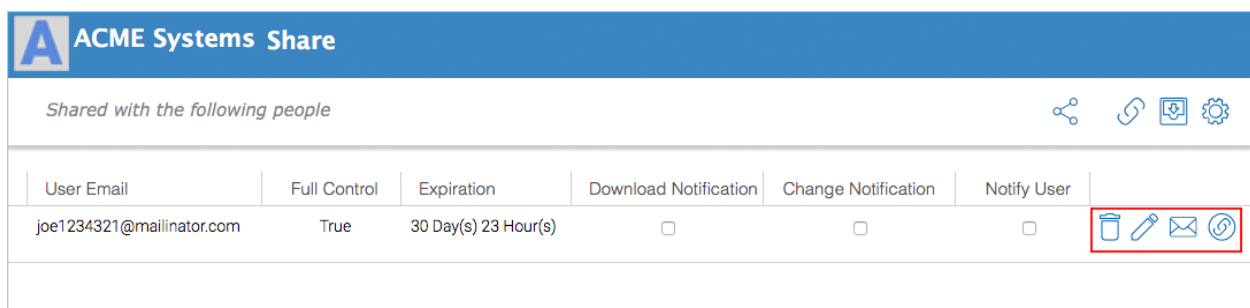 A ACME Systems Share
Shared with the following people
User Email Full Control Expiration Download Notification Change Notification Notify User
joe1234321@mailinator.com True 30 Day(s) 23 Hour(s)